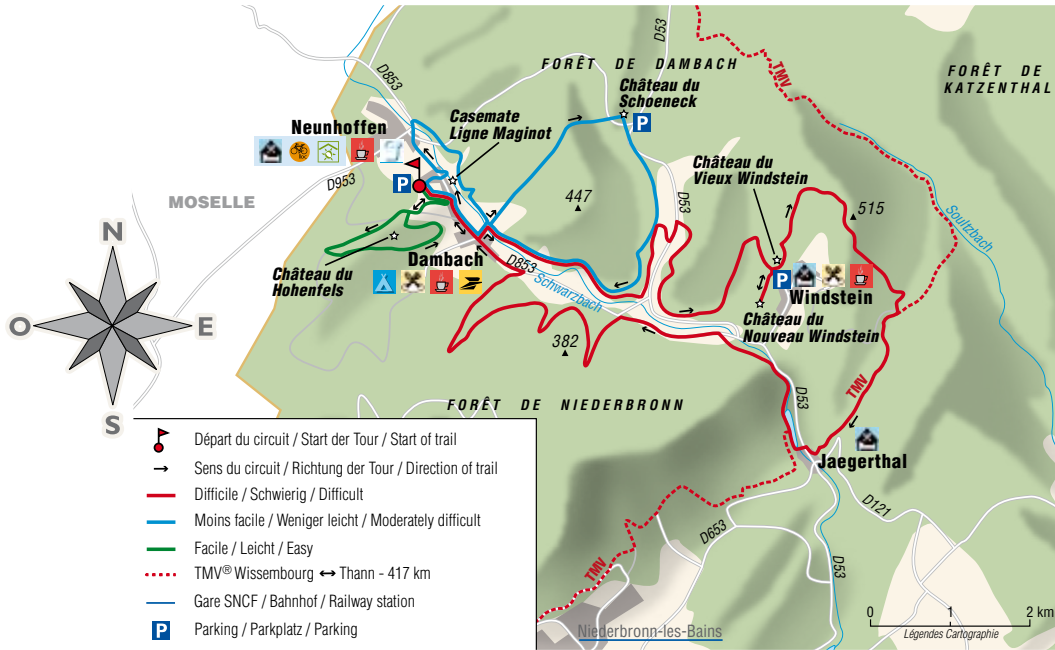 D53
D853
FORÊT DE DAMBACH
TMV
FORÊT DE
KATZENTHAL
Château du
Schoeneck
P
Casemate
Ligne Maginot
Neunhoffen
loc
D953
P
MOSELLE
Château du
Vieux Windstein
447
D53
515
Soultzbach
N
O
E
S
Dambach
D853
Château du
Hohenfels
Schwarzbach
P
Windstein
Château du
Nouveau Windstein
382
D53
TMV
FORÊT DE NIEDERBRONN
Jaegerthal
D121
D653
TMV
D53
Niederbronn-les-Bains
Départ du circuit / Start der Tour / Start of trail
Sens du circuit / Richtung der Tour / Direction of trail
Difficile / Schwierig / Difficult
Moins facile / Weniger leicht / Moderately difficult
Facile / Leicht / Easy
TMV® Wissembourg ↔ Thann - 417 km
Gare SNCF / Bahnhof / Railway station
P Parking / Parkplatz / Parking
0 1 2 km
Légendes Cartographie